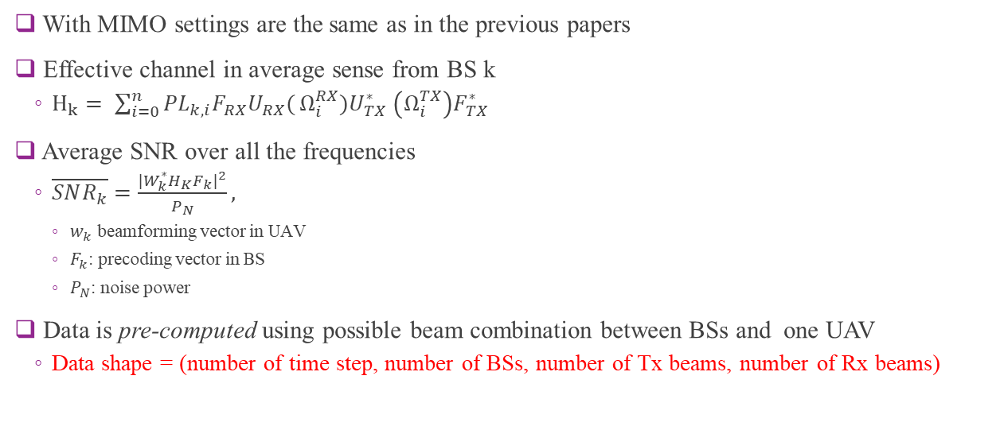 ❑ With MIMO settings are the same as in the previous papers
❑ Effective channel in average sense from BS k
◦ H_k = ∑_{i=0}^{n} PL_{k,i} F_{RX} U_{RX}( Ω_i^{RX}) U_{TX}^* (Ω_i^{TX}) F_{TX}^*
❑ Average SNR over all the frequencies
◦ \overline{SNR_k} = \frac{|W_k^* H_K F_k|^2}{P_N} ,
◦ w_k beamforming vector in UAV
◦ F_k: precoding vector in BS
◦ P_N: noise power
❑ Data is pre-computed using possible beam combination between BSs and one UAV
◦ Data shape = (number of time step, number of BSs, number of Tx beams, number of Rx beams)